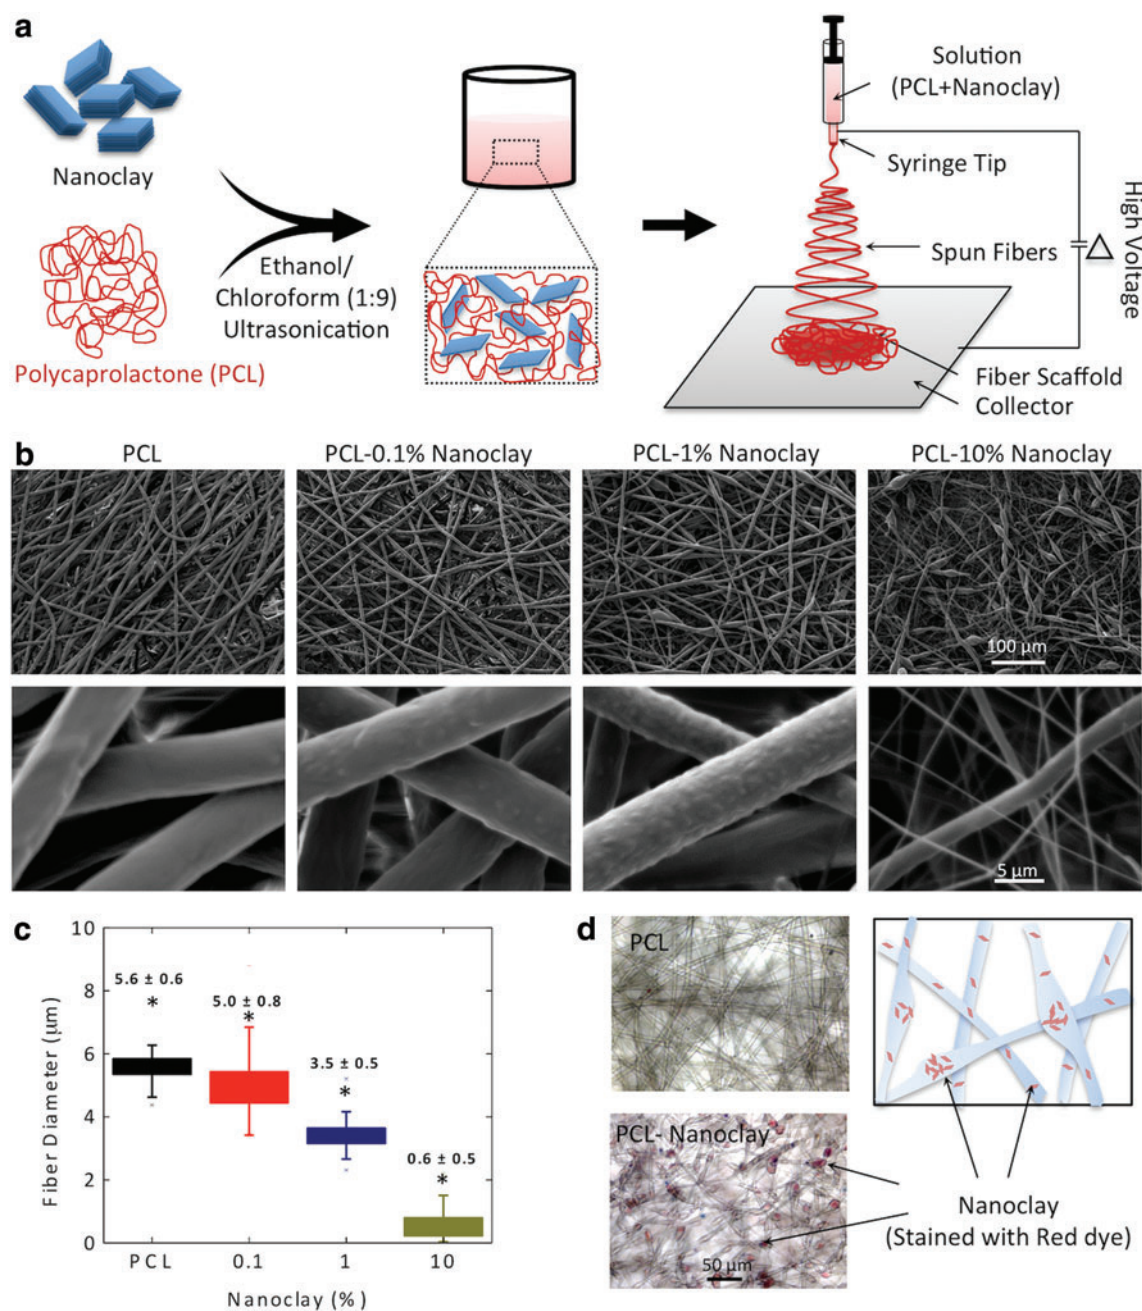 a
Nanoclay
Polycaprolactone (PCL)
Ethanol/
Chloroform (1:9)
Ultrasonication
Solution
(PCL+Nanoclay)
Syringe Tip
Spun Fibers
High Voltage
Fiber Scaffold
Collector
b
PCL
PCL-0.1% Nanoclay
PCL-1% Nanoclay
PCL-10% Nanoclay
100 μm
5 μm
c
10
8
6
4
2
0
Fiber Diameter (μm)
5.6 ± 0.6
*
5.0 ± 0.8
*
3.5 ± 0.5
*
0.6 ± 0.5
*
PCL
0.1
1
10
Nanoclay (%)
d
PCL
PCL- Nanoclay
50 μm
Nanoclay
(Stained with Red dye)